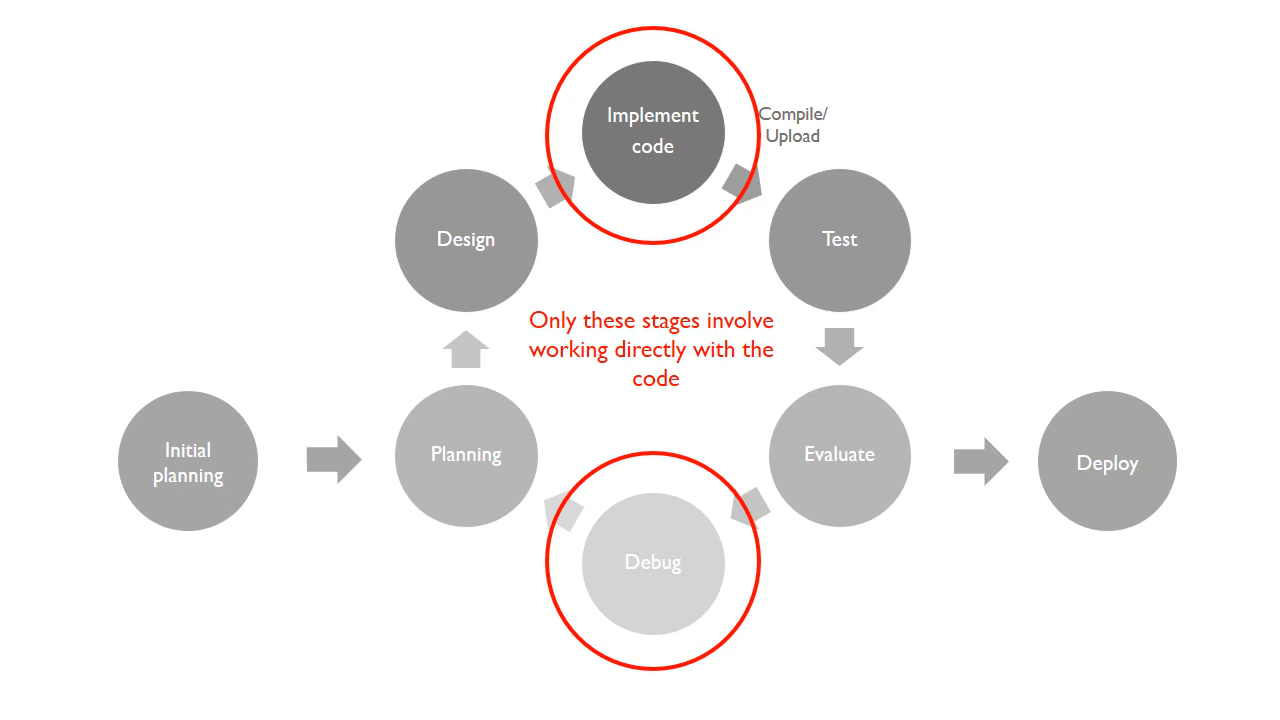 Implement
code
Compile/
Upload
Design
Test
Only these stages involve
working directly with the
code
Initial
planning
Planning
Evaluate
Deploy
Debug